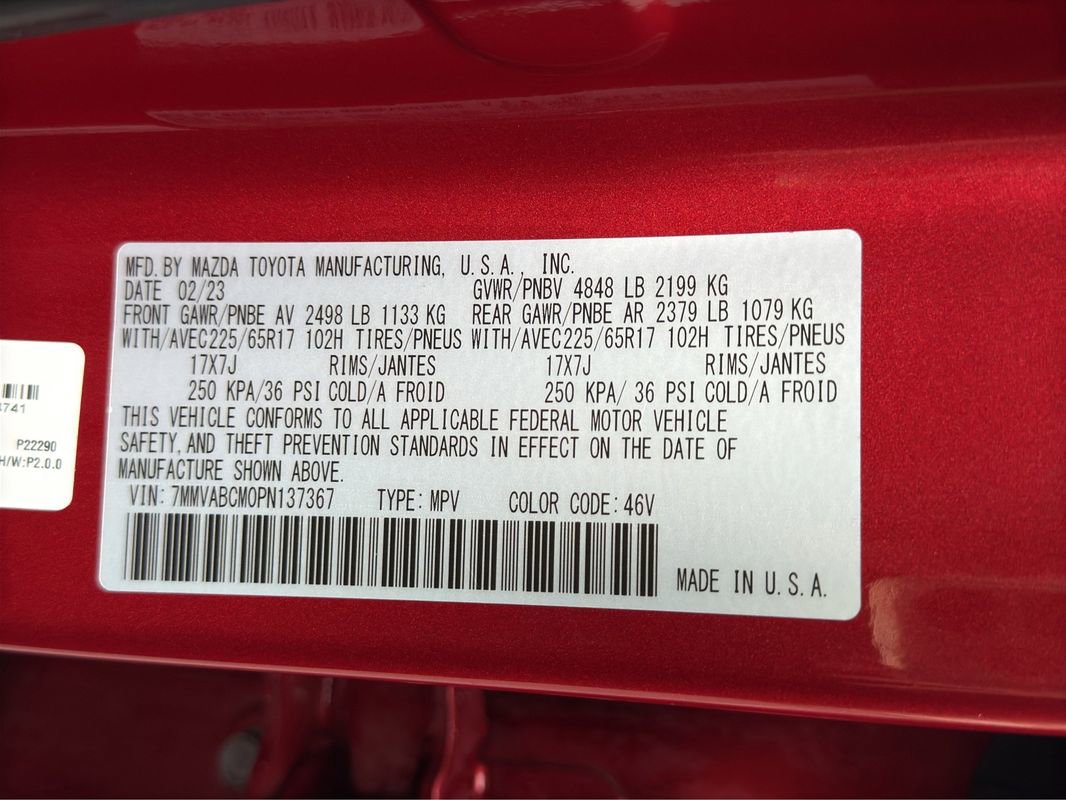 MFD. BY MAZDA TOYOTA MANUFACTURING, U.S.A., INC.
DATE 02/23 GVWR/PNBV 4848 LB 2199 KG
FRONT GAWR/PNBE AV 2498 LB 1133 KG REAR GAWR/PNBE AR 2379 LB 1079 KG
WITH/AVEC225/65R17 102H TIRES/PNEUS WITH/AVEC225/65R17 102H TIRES/PNEUS
17X7J RIMS/JANTES 17X7J RIMS/JANTES
250 KPA/36 PSI COLD/A FROID 250 KPA/36 PSI COLD/A FROID
THIS VEHICLE CONFORMS TO ALL APPLICABLE FEDERAL MOTOR VEHICLE
SAFETY, AND THEFT PREVENTION STANDARDS IN EFFECT ON THE DATE OF
MANUFACTURE SHOWN ABOVE.
VIN: 7MMVABCM0PN137367 TYPE: MPV COLOR CODE: 46V
MADE IN U.S.A.
4741
P22290
H/W:P2.0.0